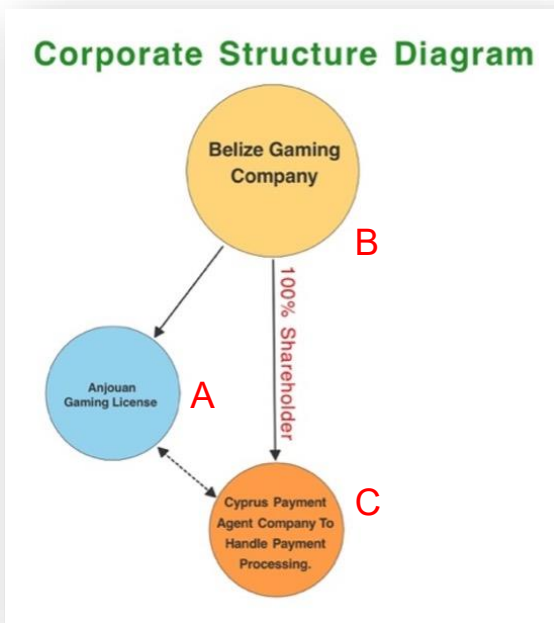 Corporate Structure Diagram
Belize Gaming
Company
B
100% Shareholder
Anjouan
Gaming License
A
Cyprus Payment
Agent Company To
Handle Payment
Processing.
C